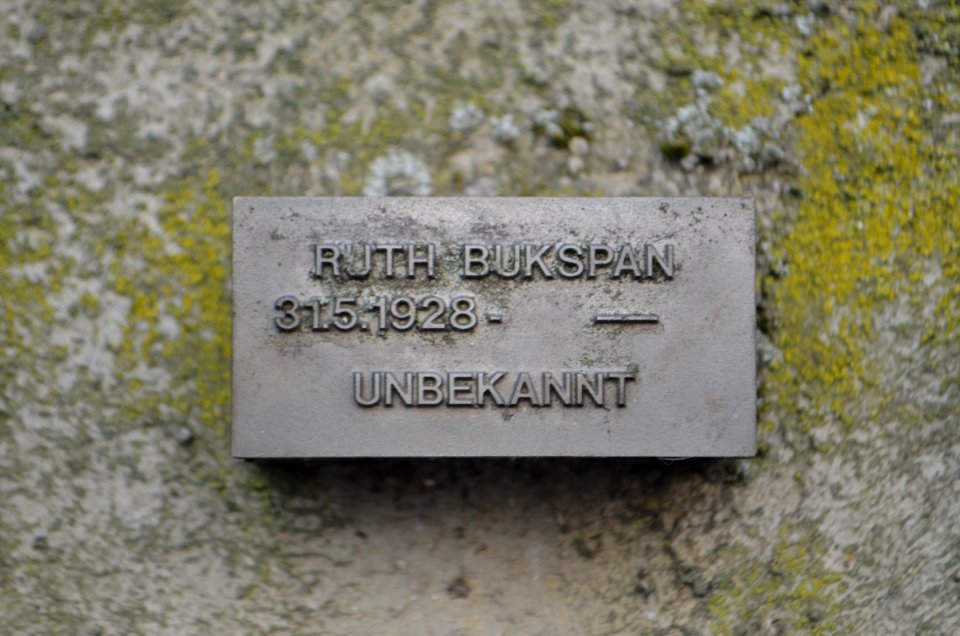 RUTH BUKSPAN
31.5.1928 - —
UNBEKANNT